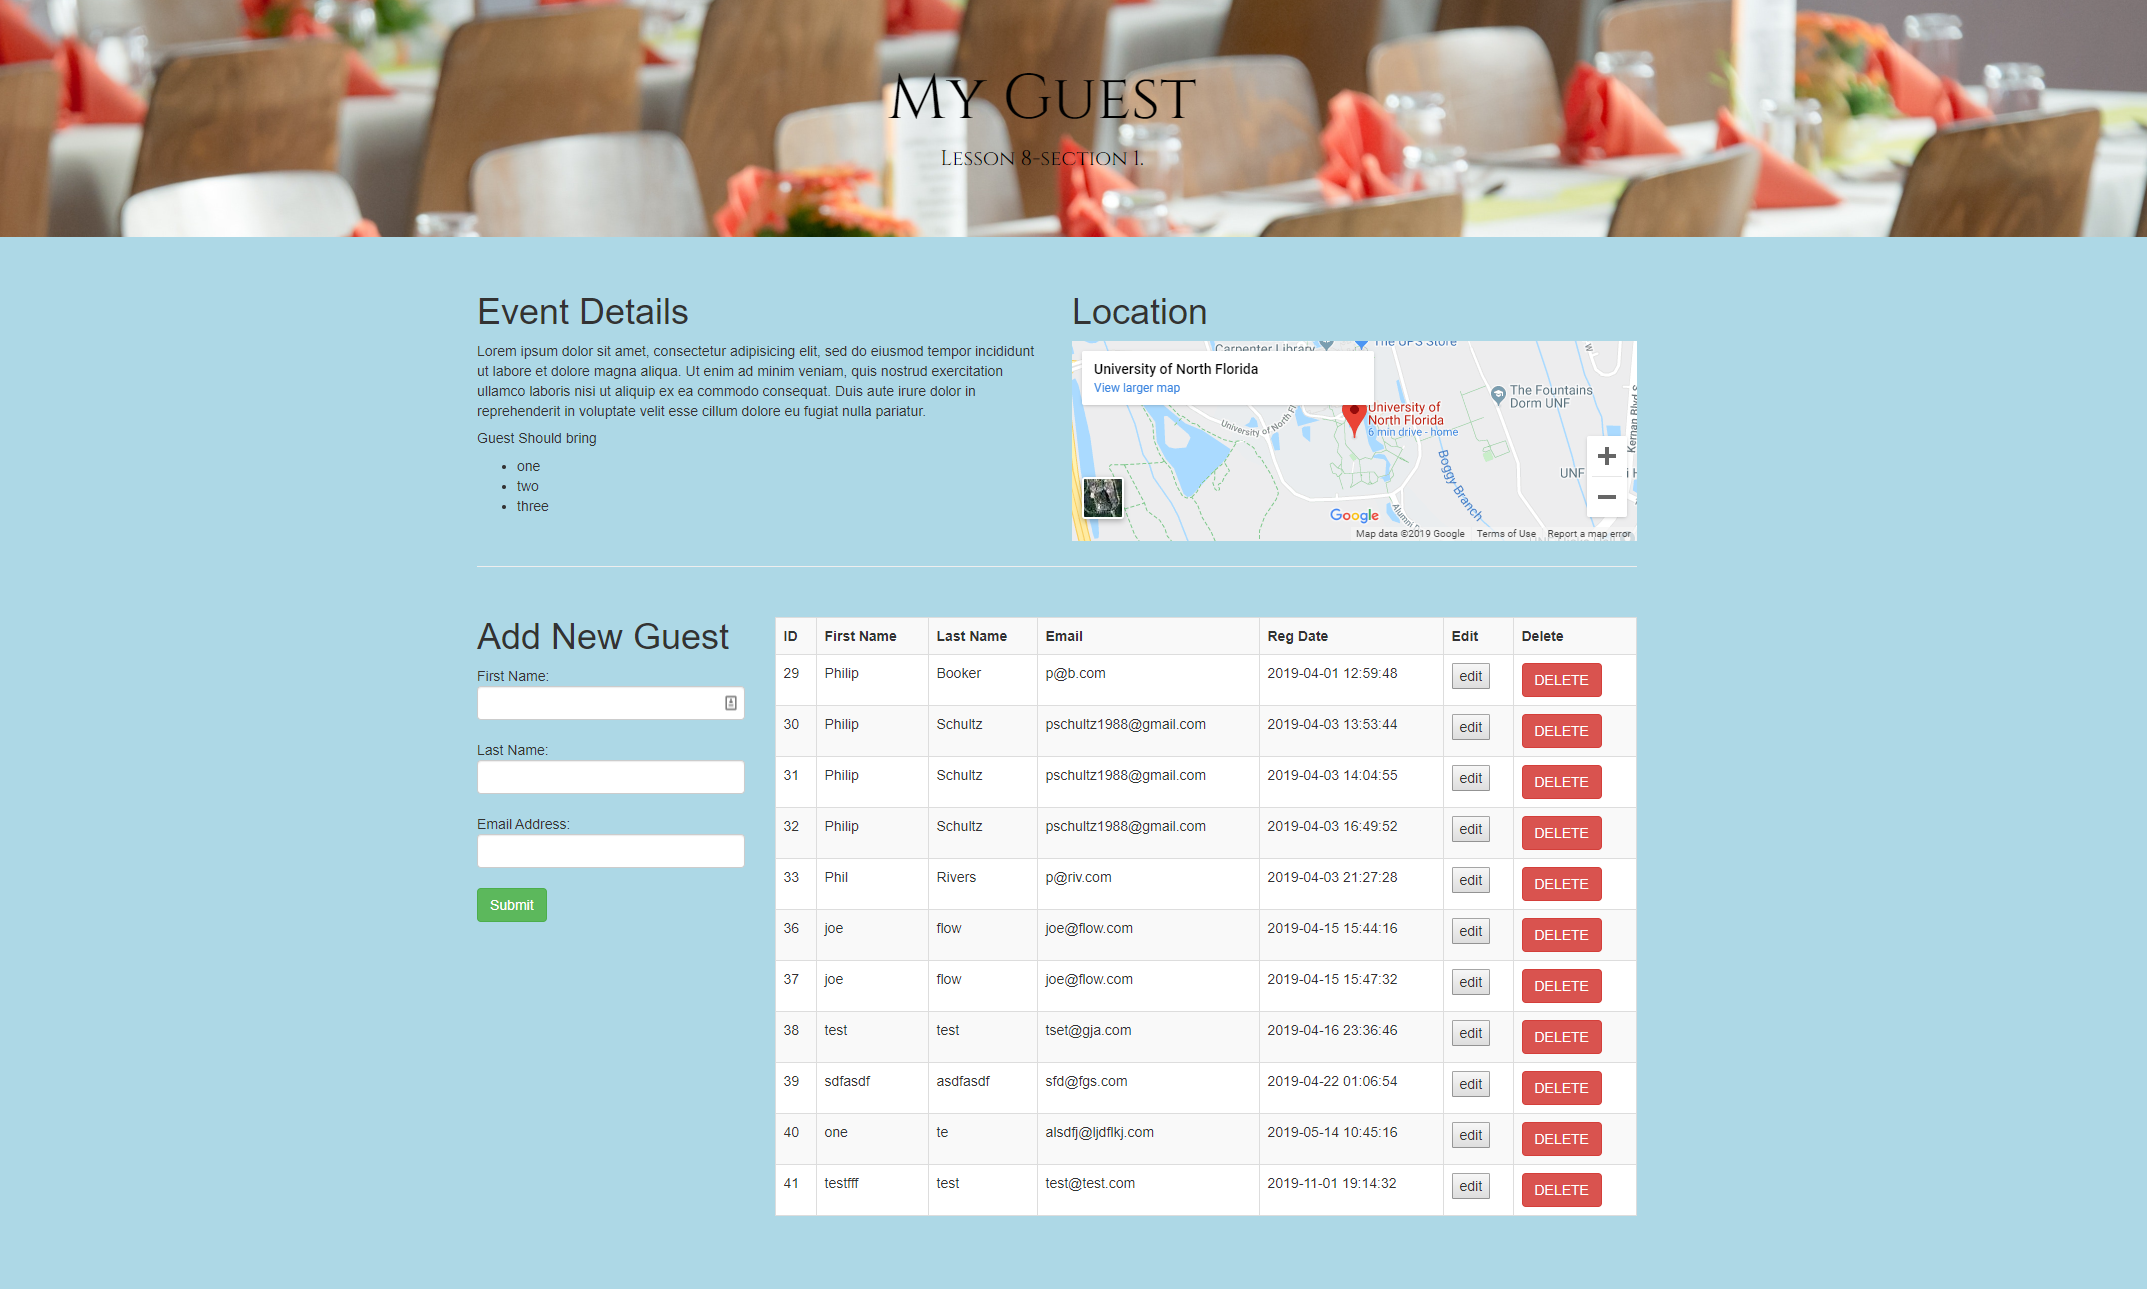 My Guest
Lesson 8-section 1.
Event Details
Lorem ipsum dolor sit amet, consectetur adipisicing elit, sed do eiusmod tempor incididunt
ut labore et dolore magna aliqua. Ut enim ad minim veniam, quis nostrud exercitation
ullamco laboris nisi ut aliquip ex ea commodo consequat. Duis aute irure dolor in
reprehenderit in voluptate velit esse cillum dolore eu fugiat nulla pariatur.
Guest Should bring
one
two
three
Location
Carpenter Library
The UPS Store
University of North Florida
View larger map
University of
North Florida
6 min drive - home
The Fountains
Dorm UNF
Kernan Blvd S
University of North Fl
Boggy Branch
UNF
Alumni
Google
Map data ©2019 Google
Terms of Use
Report a map error
Add New Guest
First Name:
Last Name:
Email Address:
Submit
ID First Name Last Name Email Reg Date Edit Delete
29 Philip Booker p@b.com 2019-04-01 12:59:48 edit DELETE
30 Philip Schultz pschultz1988@gmail.com 2019-04-03 13:53:44 edit DELETE
31 Philip Schultz pschultz1988@gmail.com 2019-04-03 14:04:55 edit DELETE
32 Philip Schultz pschultz1988@gmail.com 2019-04-03 16:49:52 edit DELETE
33 Phil Rivers p@riv.com 2019-04-03 21:27:28 edit DELETE
36 joe flow joe@flow.com 2019-04-15 15:44:16 edit DELETE
37 joe flow joe@flow.com 2019-04-15 15:47:32 edit DELETE
38 test test tset@gja.com 2019-04-16 23:36:46 edit DELETE
39 sdfasdf asdfasdf sfd@fgs.com 2019-04-22 01:06:54 edit DELETE
40 one te alsdfj@ljdflkj.com 2019-05-14 10:45:16 edit DELETE
41 testfff test test@test.com 2019-11-01 19:14:32 edit DELETE